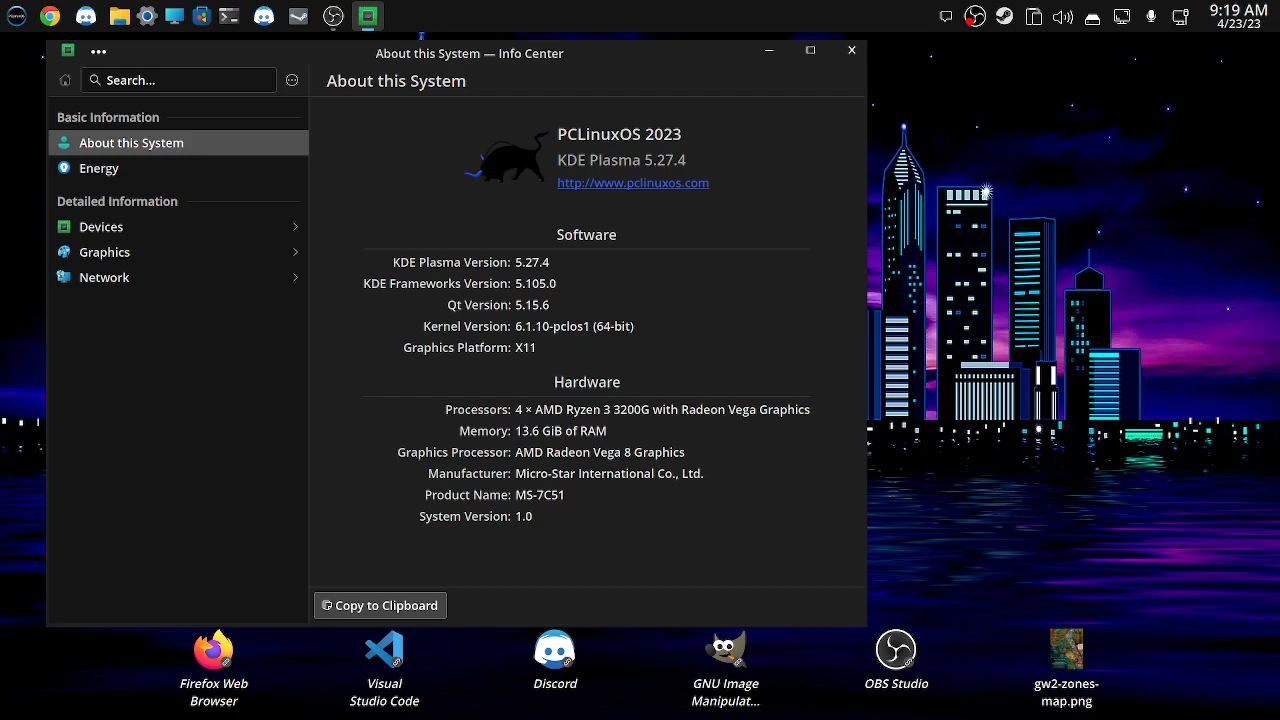 9:19 AM
4/23/23
About this System — Info Center
Search...
About this System
Basic Information
About this System
Energy
Detailed Information
Devices
Graphics
Network
PCLinuxOS 2023
KDE Plasma 5.27.4
http://www.pclinuxos.com
Software
KDE Plasma Version: 5.27.4
KDE Frameworks Version: 5.105.0
Qt Version: 5.15.6
Kernel Version: 6.1.10-pclos1 (64-bit)
Graphics Platform: X11
Hardware
Processors: 4 × AMD Ryzen 3 3200G with Radeon Vega Graphics
Memory: 13.6 GiB of RAM
Graphics Processor: AMD Radeon Vega 8 Graphics
Manufacturer: Micro-Star International Co., Ltd.
Product Name: MS-7C51
System Version: 1.0
Copy to Clipboard
Firefox Web
Browser
Visual
Studio Code
Discord
GNU Image
Manipulat...
OBS Studio
gw2-zones-
map.png